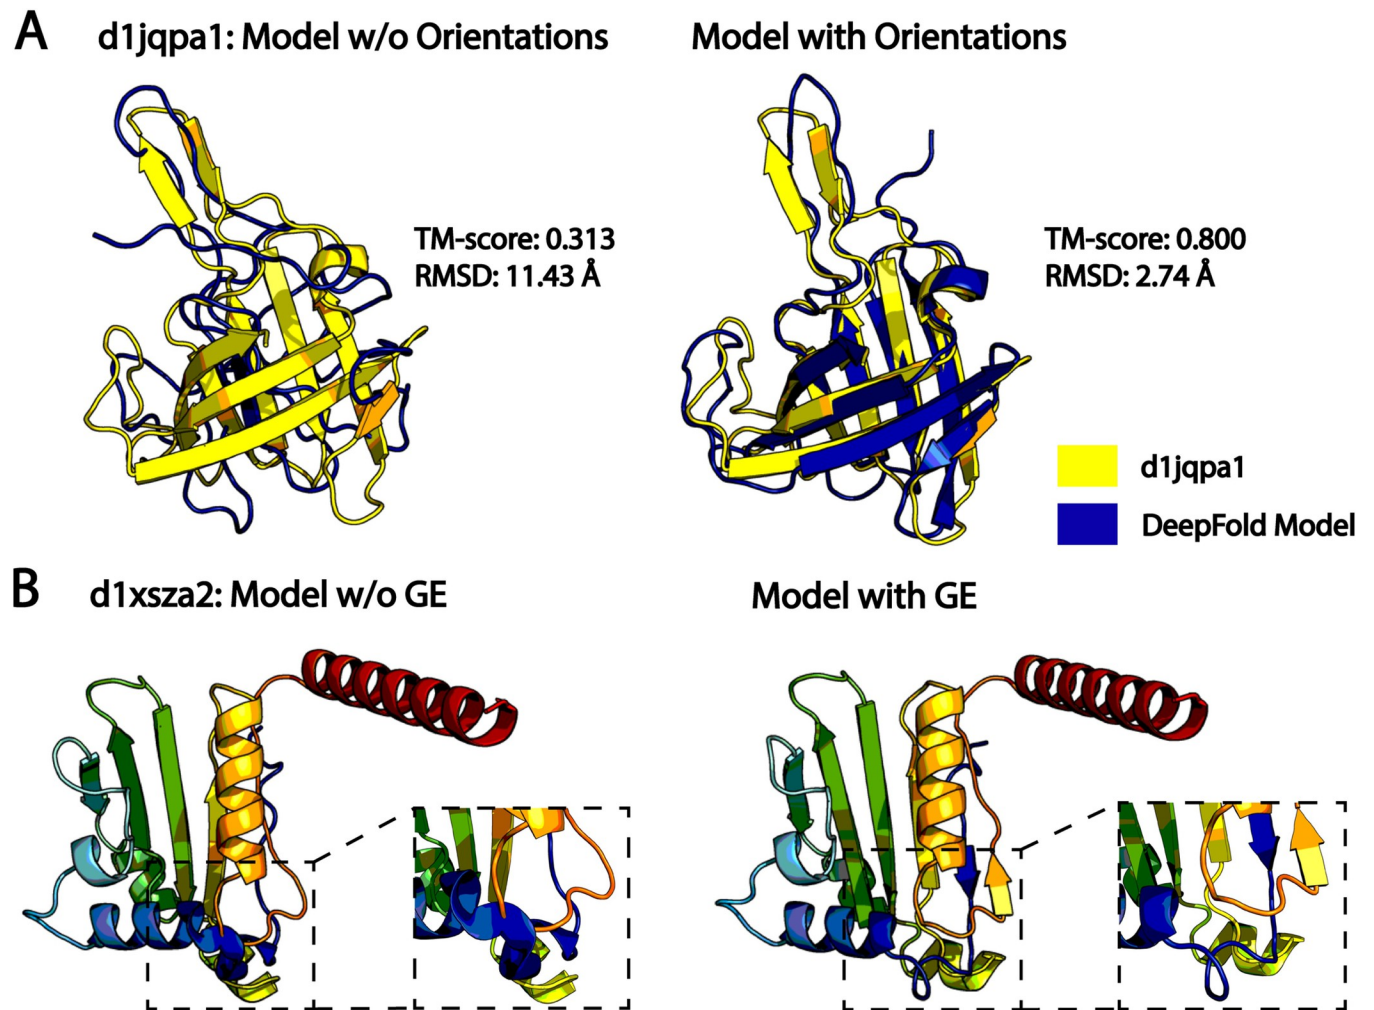 A
d1jqpa1: Model w/o Orientations
Model with Orientations
TM-score: 0.313
RMSD: 11.43 Å
TM-score: 0.800
RMSD: 2.74 Å
d1jqpa1
DeepFold Model
B
d1xsza2: Model w/o GE
Model with GE